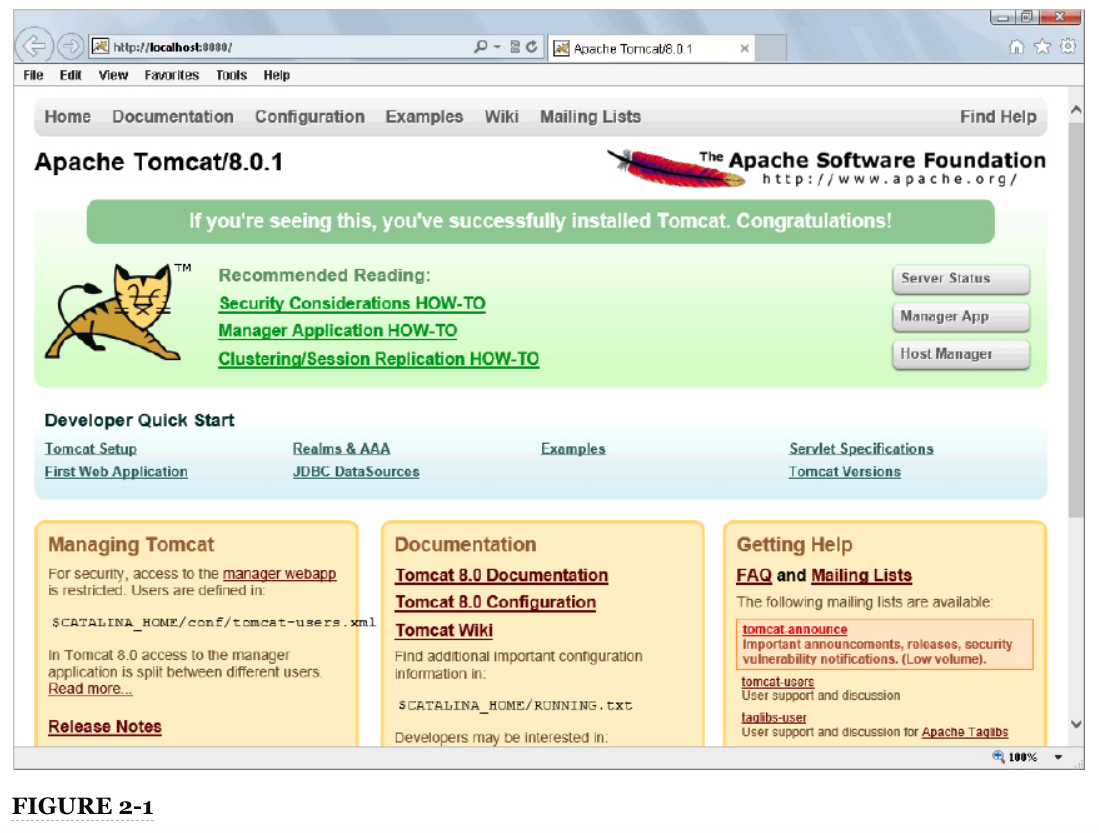 http://localhost:8080/
Apache Tomcat/8.0.1
File Edit View Favorites Tools Help
Home Documentation Configuration Examples Wiki Mailing Lists Find Help
Apache Tomcat/8.0.1
The Apache Software Foundation
http://www.apache.org/
If you're seeing this, you've successfully installed Tomcat. Congratulations!
TM
Recommended Reading:
Security Considerations HOW-TO
Manager Application HOW-TO
Clustering/Session Replication HOW-TO
Server Status
Manager App
Host Manager
Developer Quick Start
Tomcat Setup
First Web Application
Realms & AAA
JDBC DataSources
Examples
Servlet Specifications
Tomcat Versions
Managing Tomcat
For security, access to the manager webapp
is restricted. Users are defined in:
$CATALINA_HOME/conf/tomcat-users.xml
In Tomcat 8.0 access to the manager
application is split between different users.
Read more...
Release Notes
Documentation
Tomcat 8.0 Documentation
Tomcat 8.0 Configuration
Tomcat Wiki
Find additional important configuration
information in:
$CATALINA_HOME/RUNNING.txt
Developers may be interested in:
Getting Help
FAQ and Mailing Lists
The following mailing lists are available:
tomcat-announce
Important announcements, releases, security
vulnerability notifications. (Low volume).
tomcat-users
User support and discussion
taglibs-user
User support and discussion for Apache Taglibs
100%
FIGURE 2-1